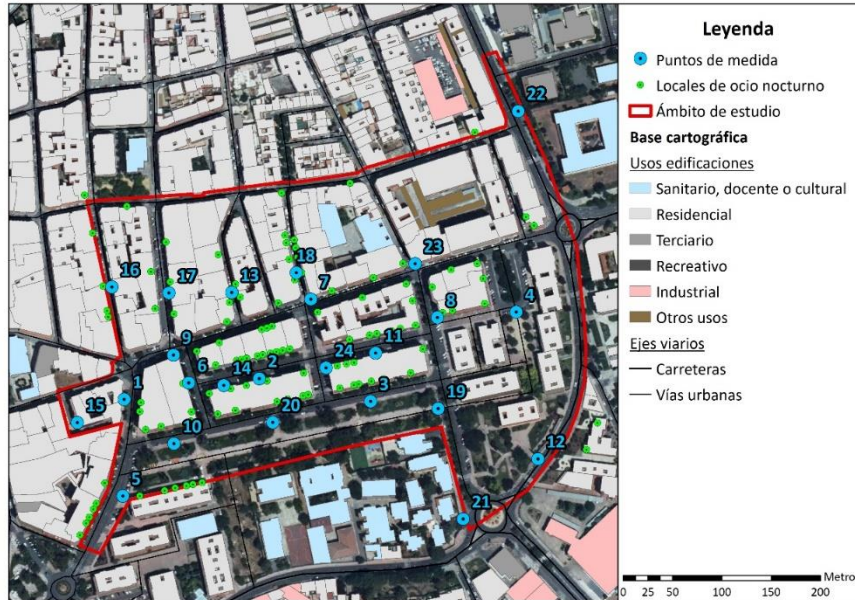 22
23
18
16
17
13
7
8
4
9
11
24
6
14
2
1
3
19
15
20
10
12
5
21
Leyenda
Puntos de medida
Locales de ocio nocturno
Ámbito de estudio
Base cartográfica
Usos edificaciones
Sanitario, docente o cultural
Residencial
Terciario
Recreativo
Industrial
Otros usos
Ejes viarios
Carreteras
Vías urbanas
Metro
0 25 50 100 150 200